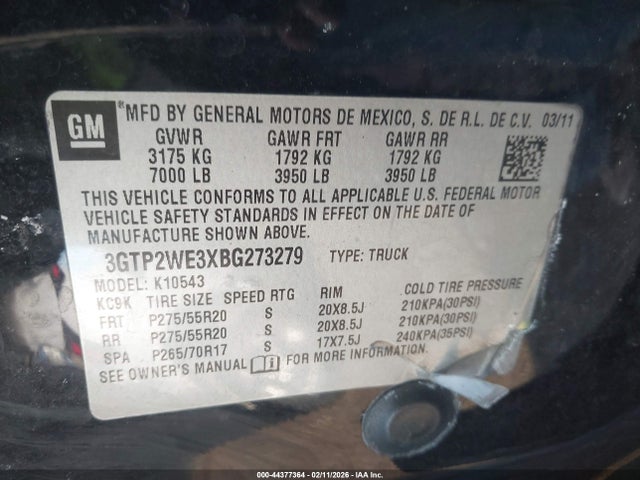 GM
® MFD BY GENERAL MOTORS DE MEXICO, S. DE R.L. DE C.V. 03/11
GVWR GAWR FRT GAWR RR
3175 KG 1792 KG 1792 KG
7000 LB 3950 LB 3950 LB
THIS VEHICLE CONFORMS TO ALL APPLICABLE U.S. FEDERAL MOTOR
VEHICLE SAFETY STANDARDS IN EFFECT ON THE DATE OF
MANUFACTURE SHOWN ABOVE.
3GTP2WE3XBG273279 TYPE: TRUCK
MODEL: K10543
KC9K TIRE SIZE SPEED RTG RIM COLD TIRE PRESSURE
FRT P275/55R20 S 20X8.5J 210KPA(30PSI)
RR P275/55R20 S 20X8.5J 210KPA(30PSI)
SPA P265/70R17 S 17X7.5J 240KPA(35PSI)
SEE OWNER'S MANUAL FOR MORE INFORMATION.
000-44377364 - 02/11/2026 - IAA Inc.